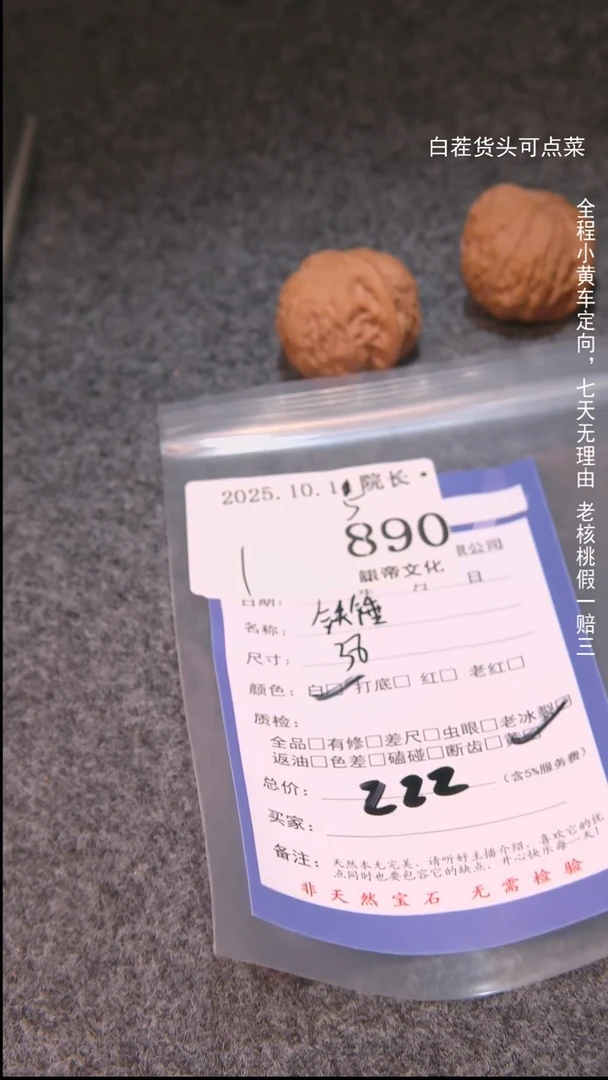 白茬货头可点菜
全程小黄车定向，七天无理由 老核桃假一赔三
2025.10.1 院长
890
麒帝文化
日期: 年 月 日
名称: 铁锤
尺寸: 36
颜色: 白□ 打底□ 红□ 老红□
质检:
全品□有修□差尺□虫眼□老冰裂□
返油□色差□磕碰□断齿□黄□
总价: 222 (含5%服务费)
买家:
备注: 天然本无完美, 请听好主播介绍, 喜欢它的优
点同时也要包容它的缺点, 开心快乐每一天!
非天然宝石 无需检验